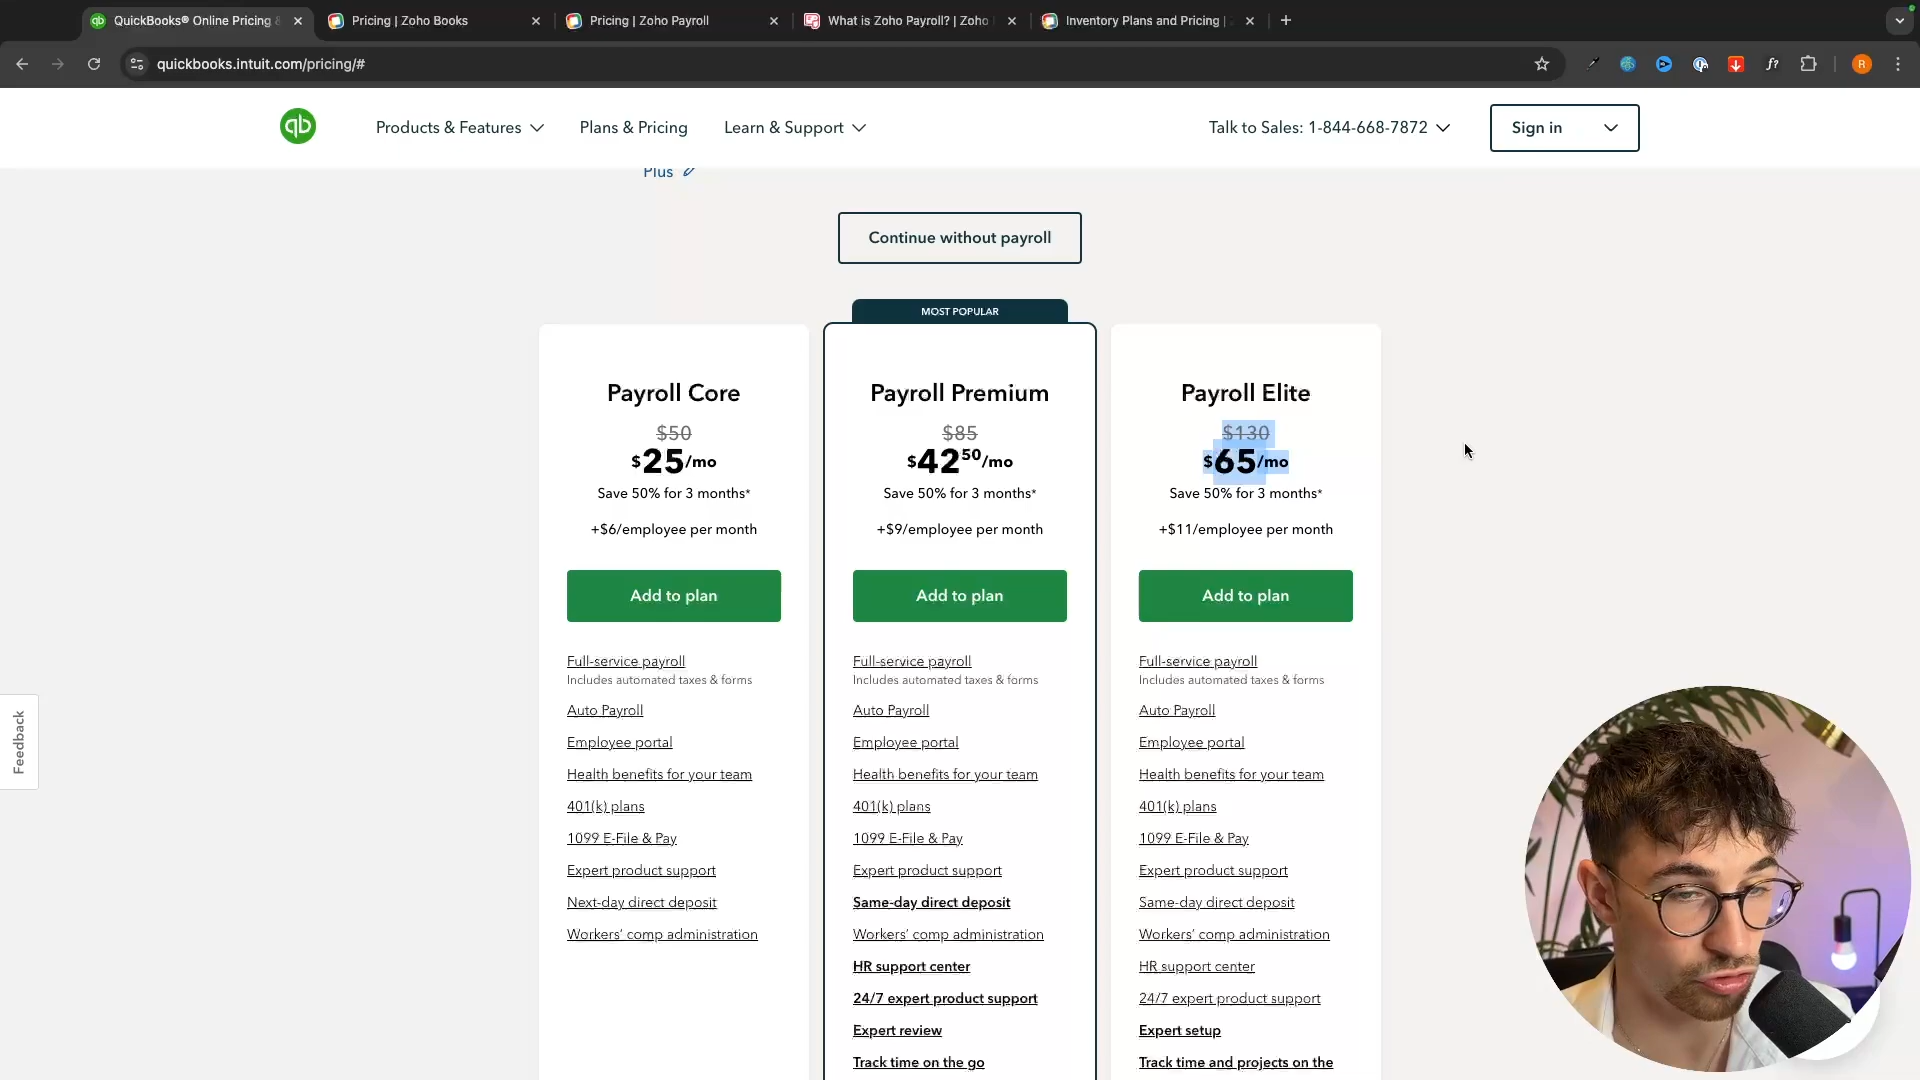 QuickBooks® Online Pricing &
Pricing | Zoho Books
Pricing | Zoho Payroll
What is Zoho Payroll? | Zoho
Inventory Plans and Pricing |
quickbooks.intuit.com/pricing/#
f?
R
qb
Products & Features
Plans & Pricing
Learn & Support
Talk to Sales: 1-844-668-7872
Sign in
Plus
Continue without payroll
MOST POPULAR
Payroll Core
$50
$25/mo
Save 50% for 3 months*
+$6/employee per month
Add to plan
Full-service payroll
Includes automated taxes & forms
Auto Payroll
Employee portal
Health benefits for your team
401(k) plans
1099 E-File & Pay
Expert product support
Next-day direct deposit
Workers' comp administration
Payroll Premium
$85
$4250/mo
Save 50% for 3 months*
+$9/employee per month
Add to plan
Full-service payroll
Includes automated taxes & forms
Auto Payroll
Employee portal
Health benefits for your team
401(k) plans
1099 E-File & Pay
Expert product support
Same-day direct deposit
Workers' comp administration
HR support center
24/7 expert product support
Expert review
Track time on the go
Payroll Elite
$130
$65/mo
Save 50% for 3 months*
+$11/employee per month
Add to plan
Full-service payroll
Includes automated taxes & forms
Auto Payroll
Employee portal
Health benefits for your team
401(k) plans
1099 E-File & Pay
Expert product support
Same-day direct deposit
Workers' comp administration
HR support center
24/7 expert product support
Expert setup
Track time and projects on the
Feedback